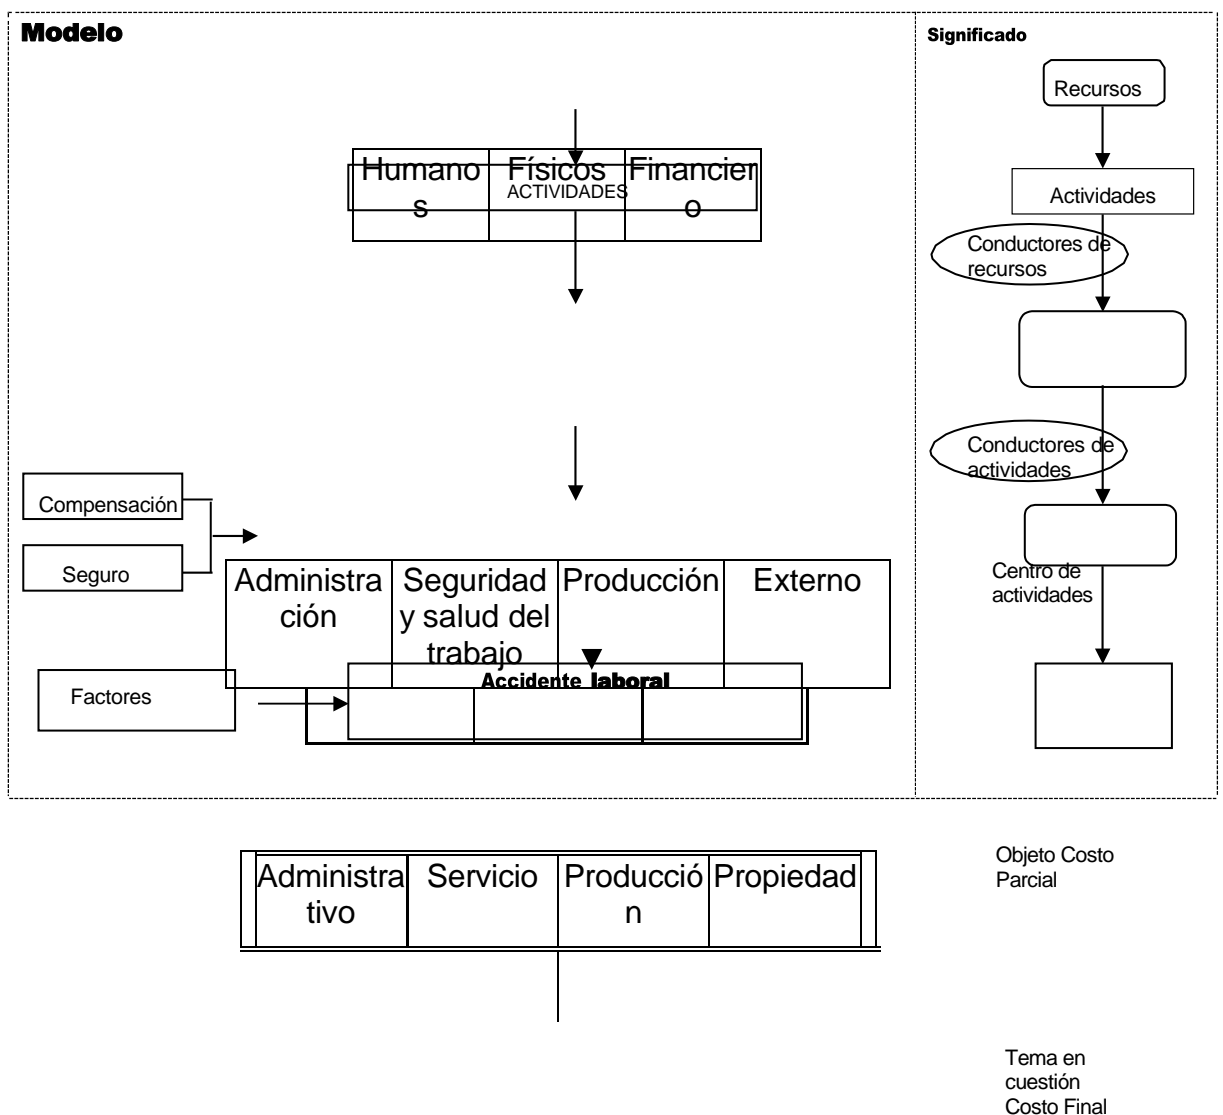 Modelo
Significado
Recursos
Humano
s
Físicos
Financier
o
ACTIVIDADES
Actividades
Conductores de
recursos
Conductores de
actividades
Compensación
Seguro
Centro de
actividades
Administra
ción
Seguridad
y salud del
trabajo
Producción
Externo
Accidente laboral
Factores
Administra
tivo
Servicio
Producció
n
Propiedad
Objeto Costo
Parcial
Tema en
cuestión
Costo Final